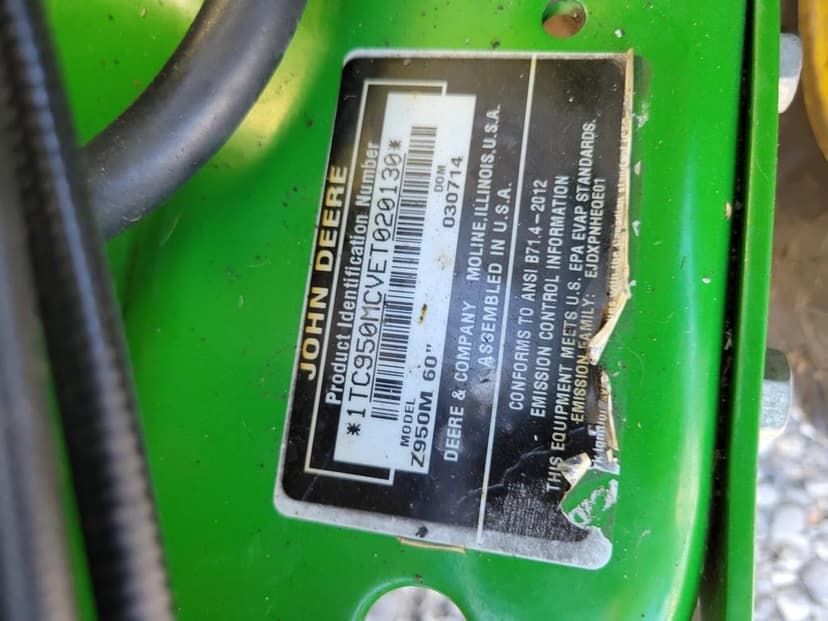 JOHN DEERE
Product Identification Number
*1TC950MCVET020130*
MODEL DOM
Z950M 60" 030714
DEERE & COMPANY MOLINE, ILLINOIS, U.S.A.
ASSEMBLED IN U.S.A.
CONFORMS TO ANSI B71.4-2012
EMISSION CONTROL INFORMATION
THIS EQUIPMENT MEETS U.S. EPA EVAP STANDARDS.
EMISSION FAMILY: EJDXPNHEQE01